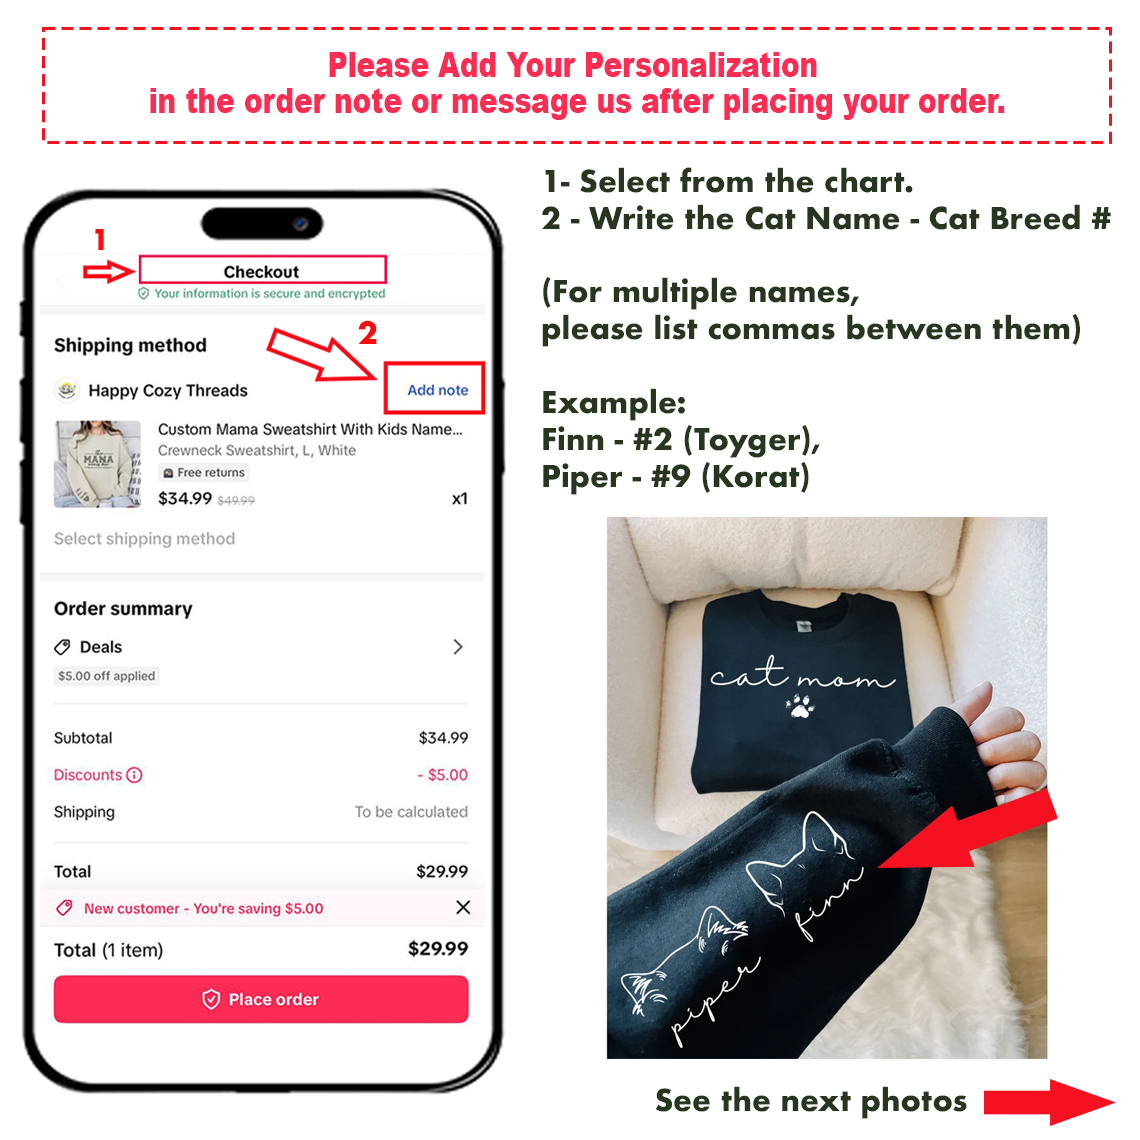 Please Add Your Personalization
in the order note or message us after placing your order.
1- Select from the chart.
2 - Write the Cat Name - Cat Breed #
(For multiple names,
please list commas between them)
Example:
Finn - #2 (Toyger),
Piper - #9 (Korat)
1
Checkout
Your information is secure and encrypted
2
Shipping method
Happy Cozy Threads
Add note
Custom Mama Sweatshirt With Kids Name...
Crewneck Sweatshirt, L, White
Free returns
$34.99 $49.99
x1
MAMA
Select shipping method
Order summary
Deals
$5.00 off applied
Subtotal
$34.99
Discounts
- $5.00
Shipping
To be calculated
Total
$29.99
New customer - You're saving $5.00
Total (1 item)
$29.99
Place order
cat mom
finn
piper
See the next photos